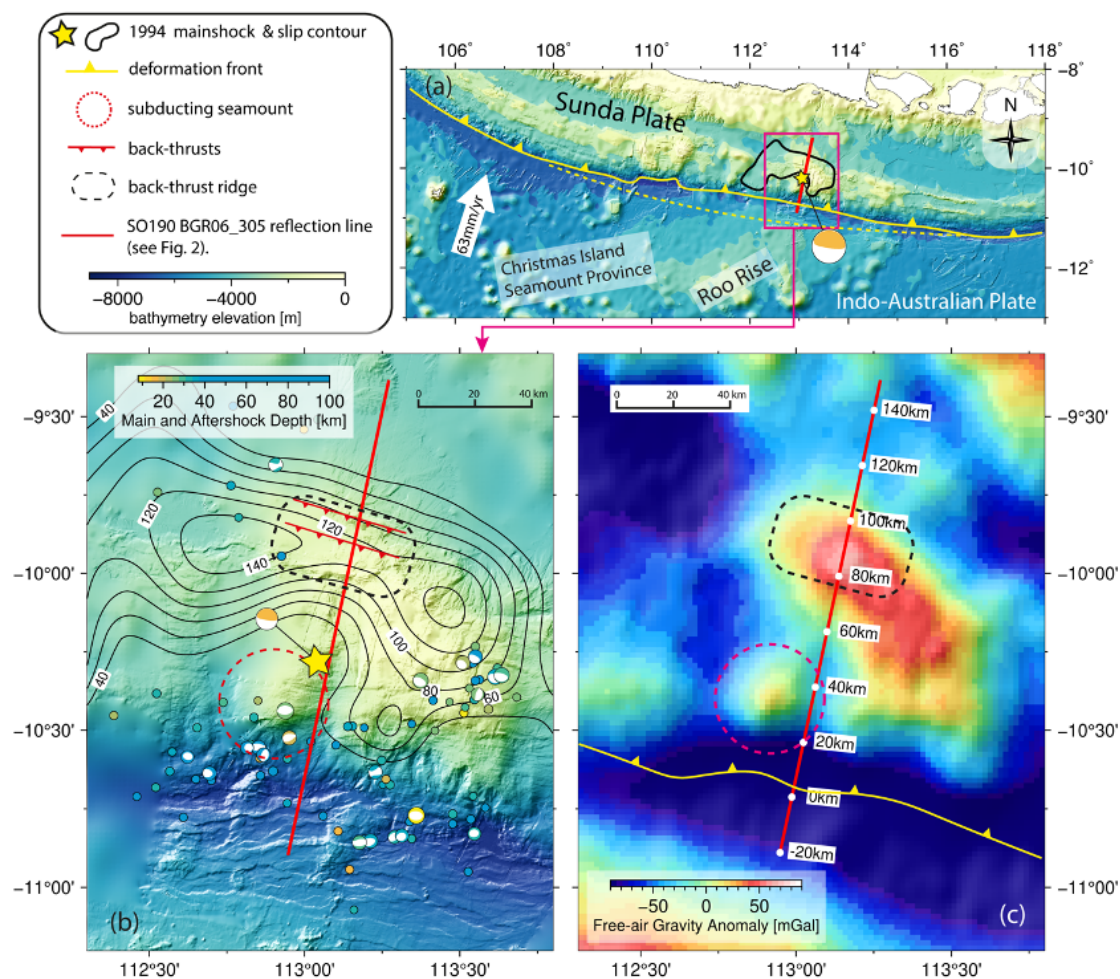 1994 mainshock & slip contour
deformation front
subducting seamount
back-thrusts
back-thrust ridge
SO190 BGR06_305 reflection line
(see Fig. 2).
−8000 −4000 0
bathymetry elevation [m]
106° 108° 110° 112° 114° 116° 118°
(a)
−8°
−10°
−12°
Sunda Plate
N
63mm/yr
Christmas Island
Seamount Province
Roo Rise
Indo-Australian Plate
20 40 60 80 100
Main and Aftershock Depth [km]
0 20 40 km
−9°30'
−10°00'
−10°30'
−11°00'
40
120
120
140
100
80
60
40
(b)
112°30' 113°00' 113°30'
0 20 40 km
140km
120km
100km
80km
60km
40km
20km
0km
-20km
−9°30'
−10°00'
−10°30'
−11°00'
−50 0 50
Free-air Gravity Anomaly [mGal]
(c)
112°30' 113°00' 113°30'